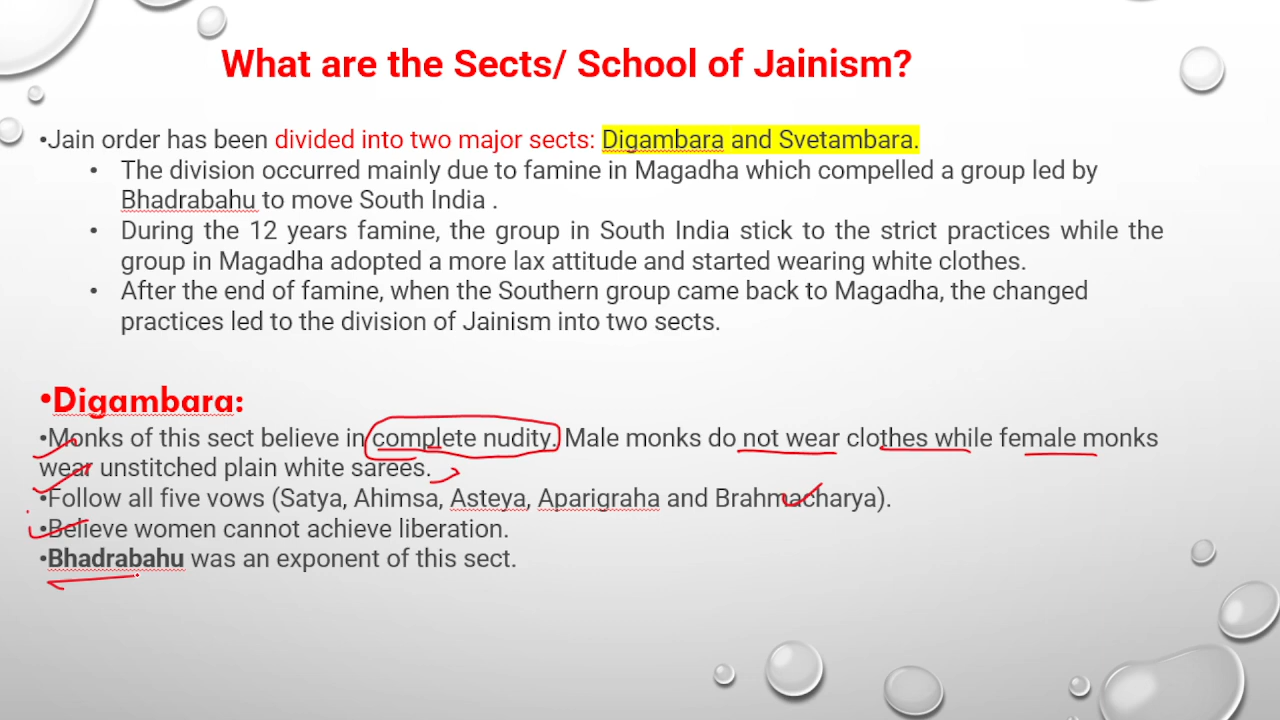 What are the Sects/ School of Jainism?
•Jain order has been divided into two major sects: Digambara and Svetambara.
• The division occurred mainly due to famine in Magadha which compelled a group led by
Bhadrabahu to move South India .
• During the 12 years famine, the group in South India stick to the strict practices while the
group in Magadha adopted a more lax attitude and started wearing white clothes.
• After the end of famine, when the Southern group came back to Magadha, the changed
practices led to the division of Jainism into two sects.
•Digambara:
•Monks of this sect believe in complete nudity. Male monks do not wear clothes while female monks
wear unstitched plain white sarees.
•Follow all five vows (Satya, Ahimsa, Asteya, Aparigraha and Brahmacharya).
•Believe women cannot achieve liberation.
•Bhadrabahu was an exponent of this sect.